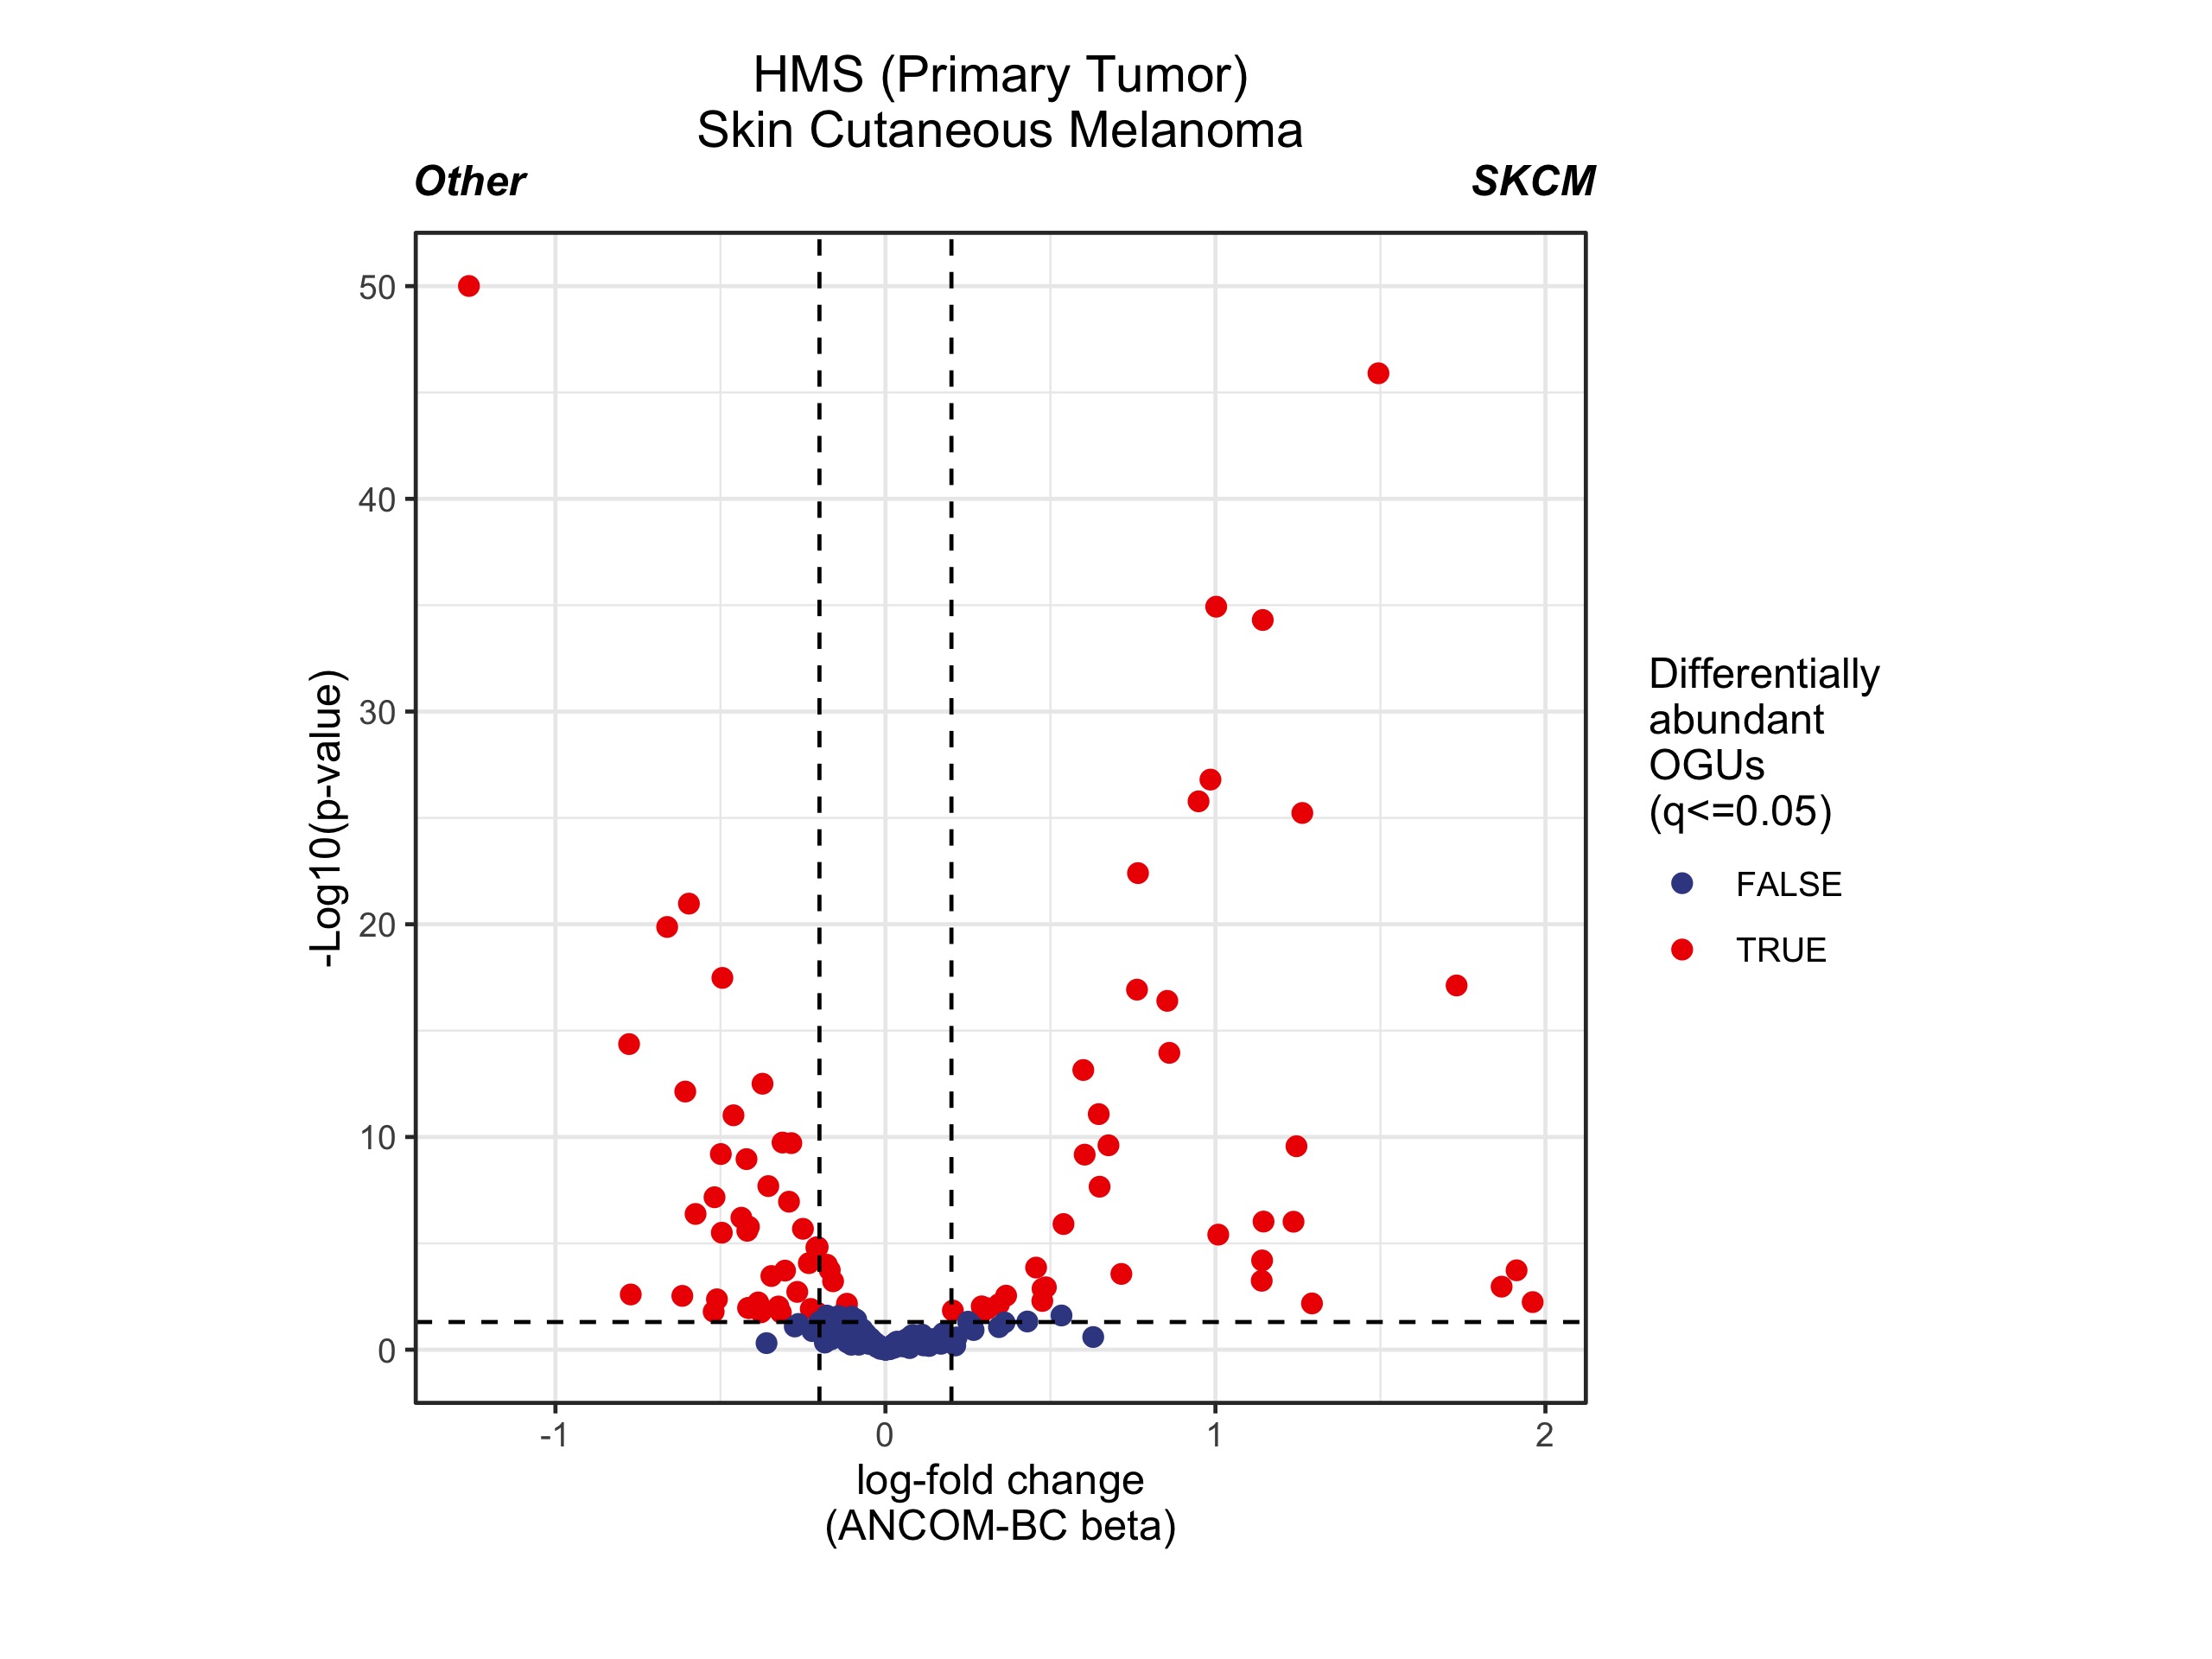 HMS (Primary Tumor)
Skin Cutaneous Melanoma
Other
SKCM
50
40
30
20
10
0
-Log10(p-value)
-1
0
1
2
log-fold change
(ANCOM-BC beta)
Differentially
abundant
OGUs
(q<=0.05)
FALSE
TRUE